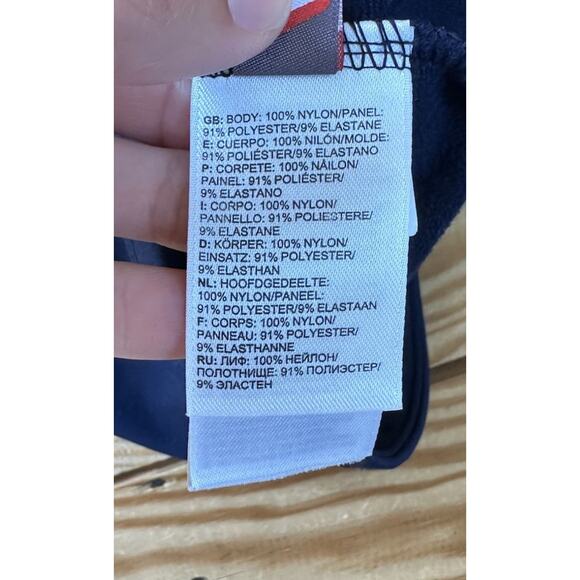 GB: BODY: 100% NYLON/PANEL:
91% POLYESTER/9% ELASTANE
E: CUERPO: 100% NILÓN/MOLDE:
91% POLIÉSTER/9% ELASTANO
P: CORPETE: 100% NÁILON/
PAINEL: 91% POLIÉSTER/
9% ELASTANO
I: CORPO: 100% NYLON/
PANNELLO: 91% POLIESTERE/
9% ELASTANE
D: KÖRPER: 100% NYLON/
EINSATZ: 91% POLYESTER/
9% ELASTHAN
NL: HOOFDGEDEELTE:
100% NYLON/PANEEL:
91% POLYESTER/9% ELASTAAN
F: CORPS: 100% NYLON/
PANNEAU: 91% POLYESTER/
9% ELASTHANNE
RU: ЛИФ: 100% НЕЙЛОН/
ПОЛОТНИЩЕ: 91% ПОЛИЭСТЕР/
9% ЭЛАСТЕН